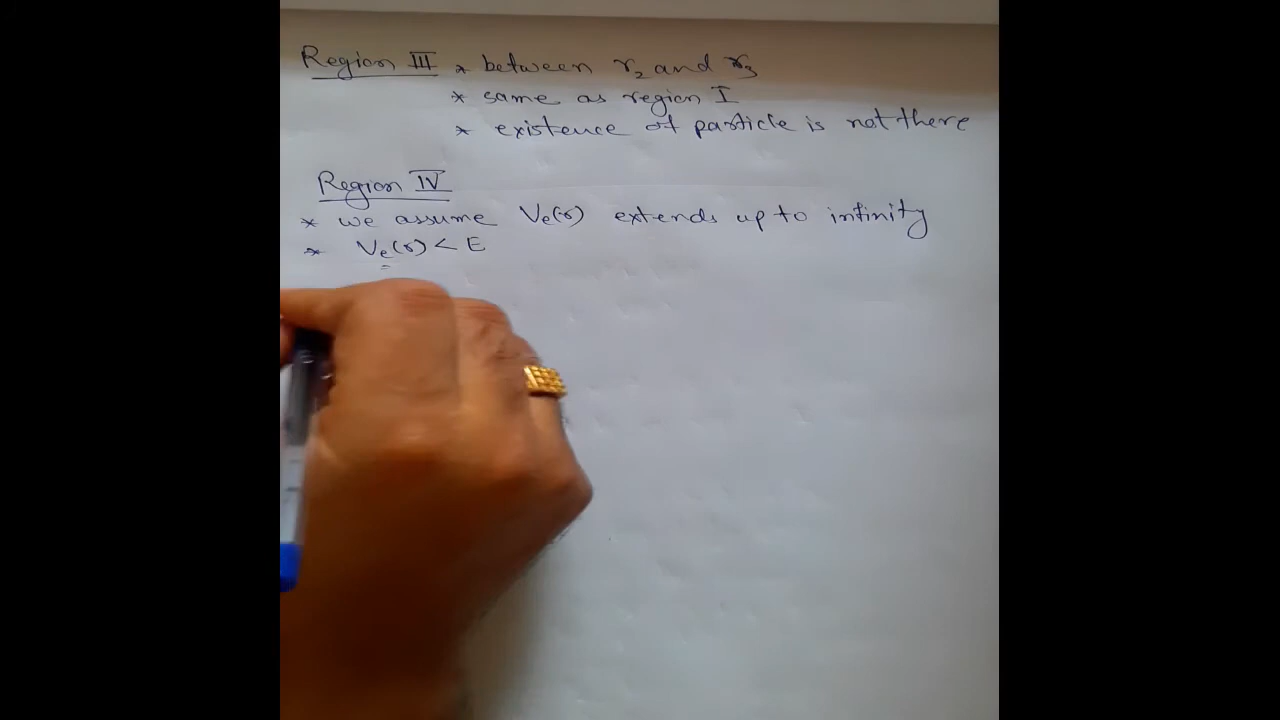 Region III * between r2 and r3
* same as region I
* existence of particle is not there
Region IV
* we assume Ve(r) extends up to infinity
* Ve(r) < E